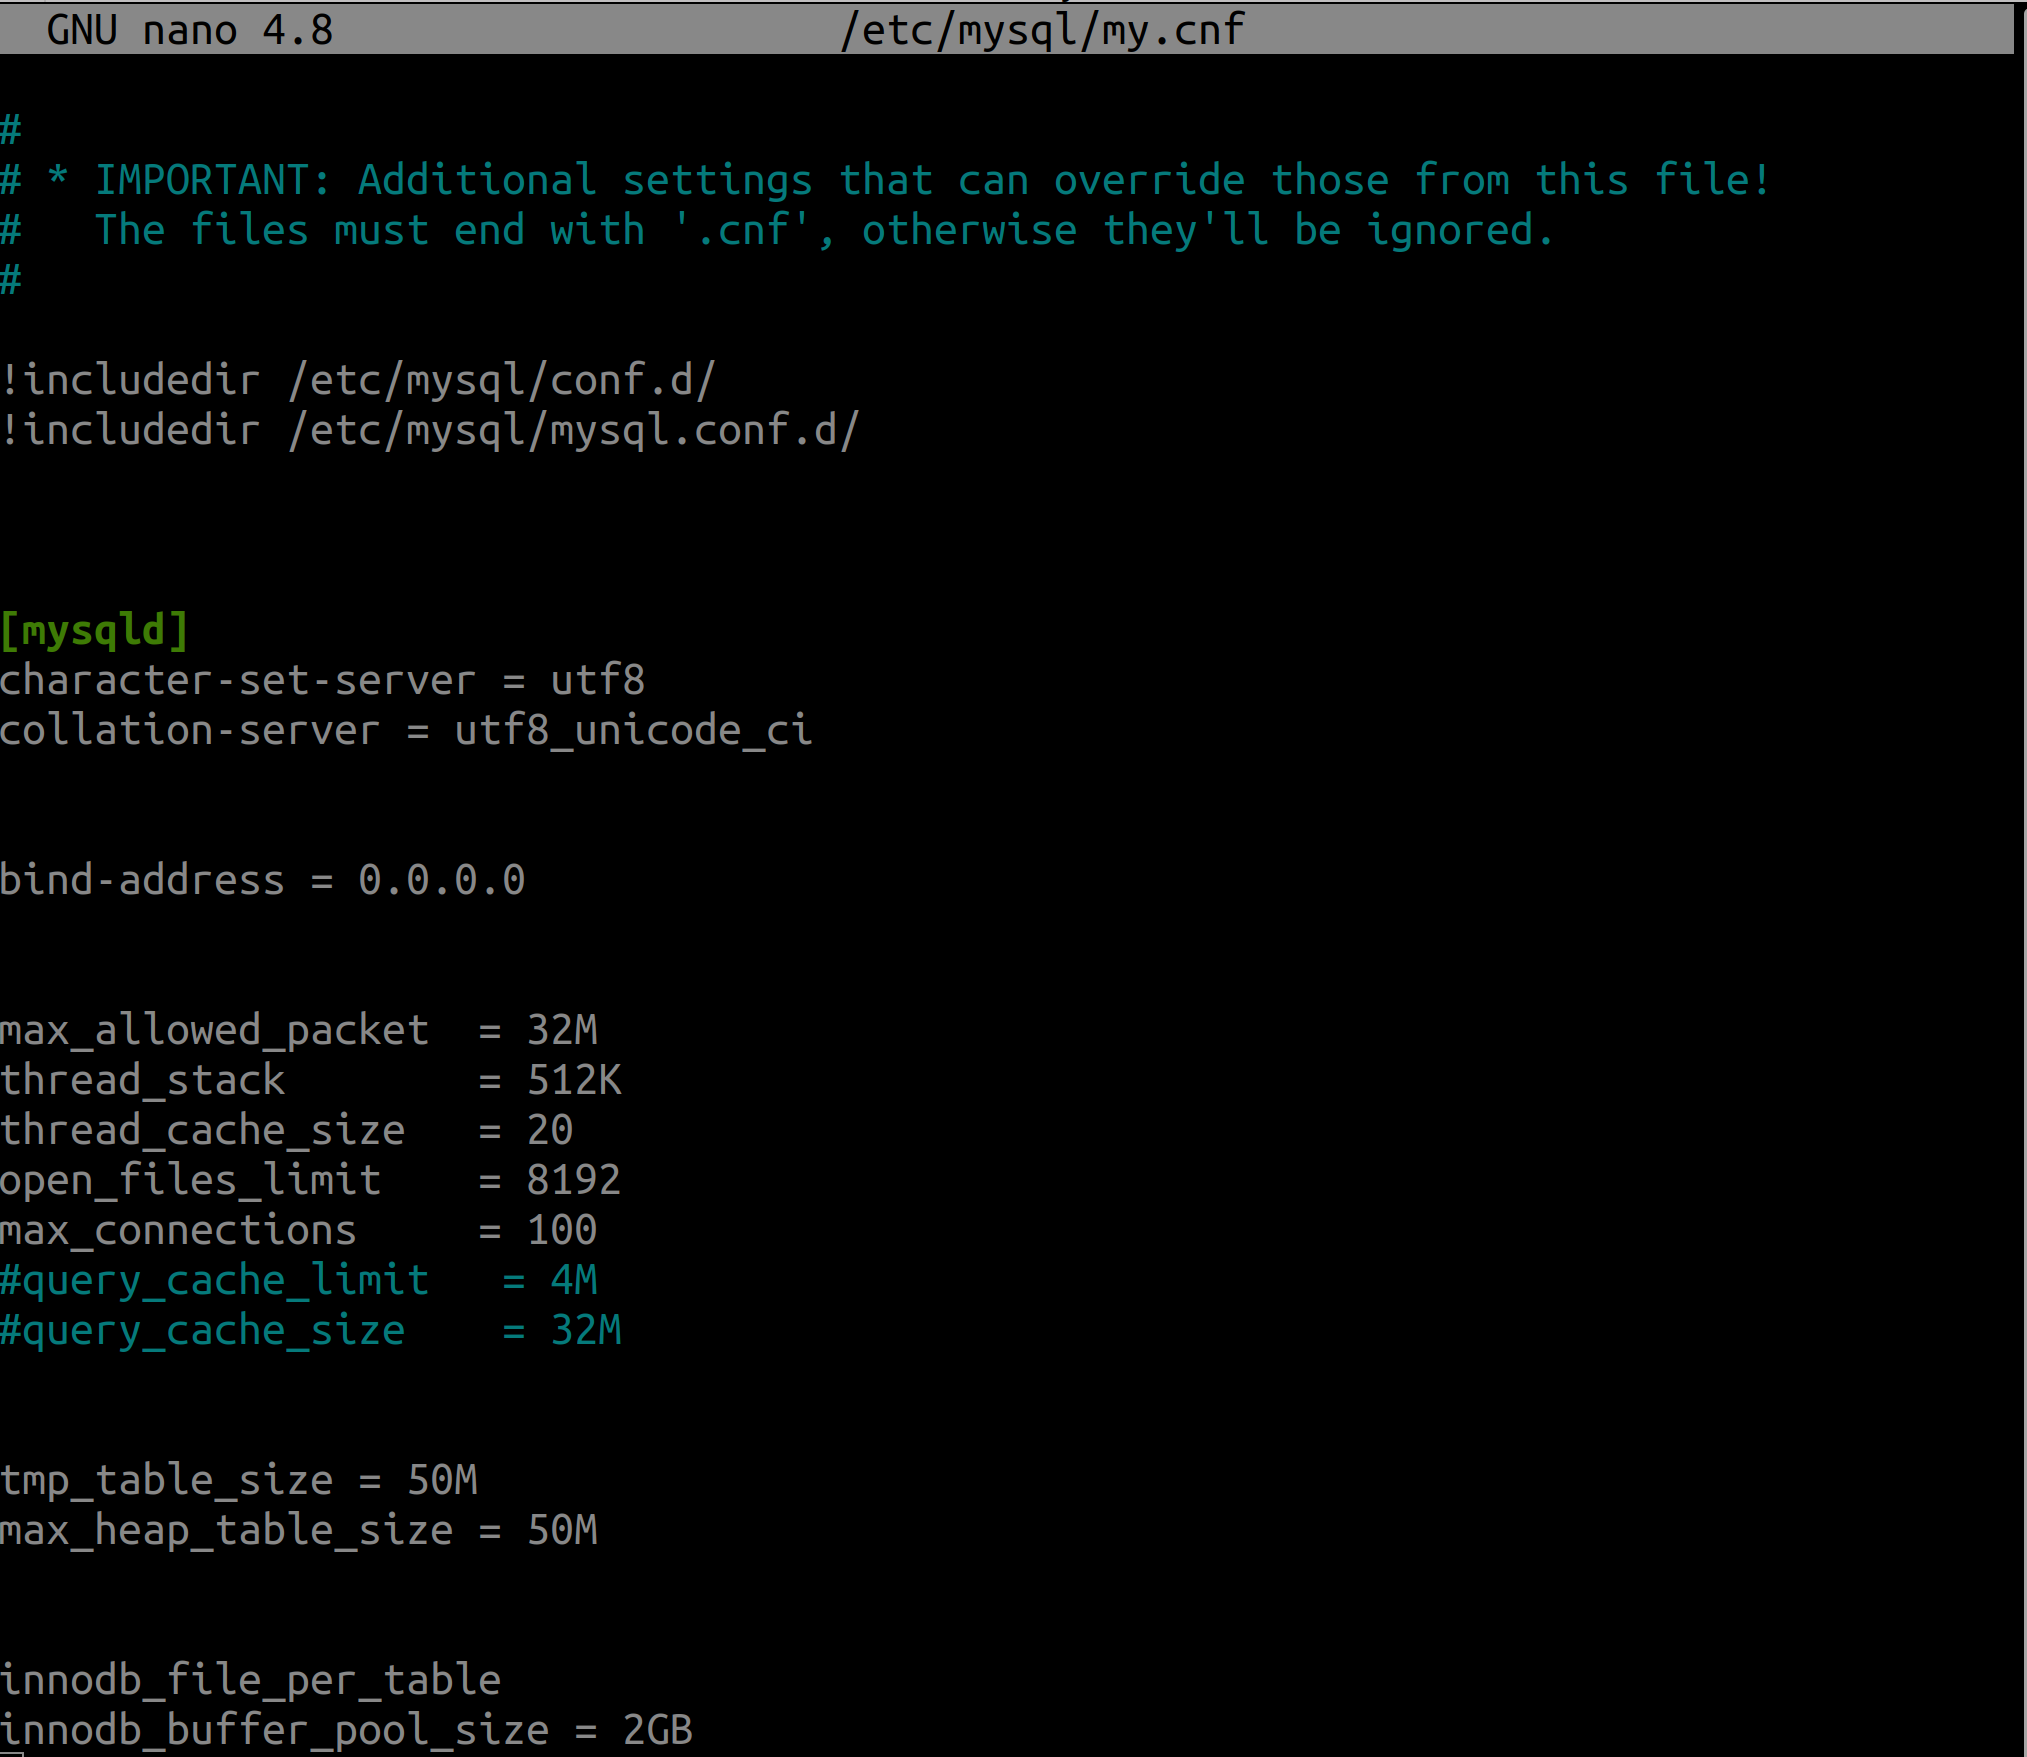 GNU nano 4.8 /etc/mysql/my.cnf
#
# * IMPORTANT: Additional settings that can override those from this file!
#   The files must end with '.cnf', otherwise they'll be ignored.
#
!includedir /etc/mysql/conf.d/
!includedir /etc/mysql/mysql.conf.d/
[mysqld]
character-set-server = utf8
collation-server = utf8_unicode_ci
bind-address = 0.0.0.0
max_allowed_packet  = 32M
thread_stack        = 512K
thread_cache_size   = 20
open_files_limit    = 8192
max_connections     = 100
#query_cache_limit   = 4M
#query_cache_size    = 32M
tmp_table_size = 50M
max_heap_table_size = 50M
innodb_file_per_table
innodb_buffer_pool_size = 2GB